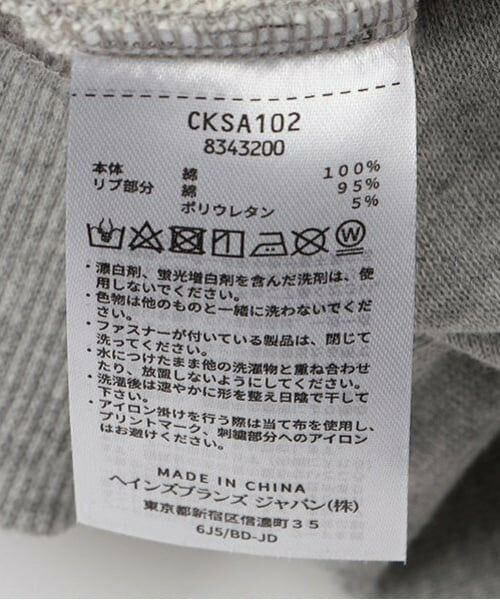 CKSA102
8343200
本体 綿 100%
リブ部分 綿 95%
ポリウレタン 5%
・漂白剤、蛍光増白剤を含んだ洗剤は、使
用しないでください。
・色物は他のものと一緒に洗わないでくだ
さい。
・ファスナーが付いている製品は、閉じて
洗ってください。
・水につけたまま他の洗濯物と重ね合わせ
たり、放置しないようにしてください。
・洗濯後は速やかに形を整え日陰で干して
下さい。
・アイロン掛けを行う際は当て布を使用し、
プリントマーク、刺繍部分へのアイロン
はお避けください。
MADE IN CHINA
ヘインズブランズ ジャパン(株)
東京都新宿区信濃町35
6J5/BD-JD